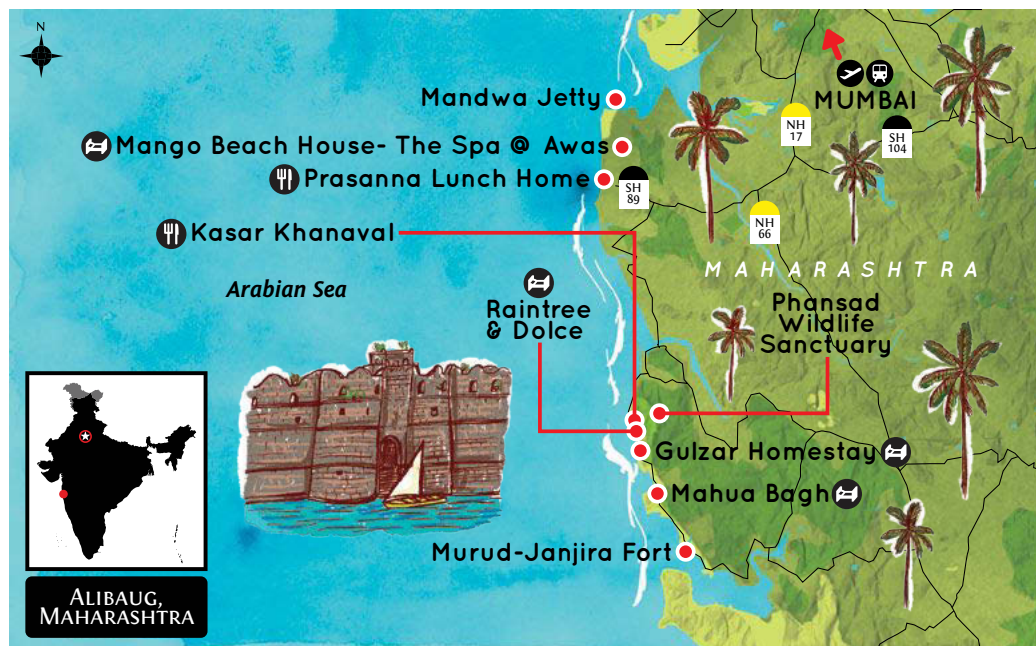 N
Mandwa Jetty
MUMBAI
NH
17
SH
104
Mango Beach House- The Spa @ Awas
Prasanna Lunch Home
SH
89
NH
66
Kasar Khanaval
MAHARASHTRA
Arabian Sea
Raintree
& Dolce
Phansad
Wildlife
Sanctuary
Gulzar Homestay
Mahua Bagh
Murud-Janjira Fort
ALIBAUG,
MAHARASHTRA